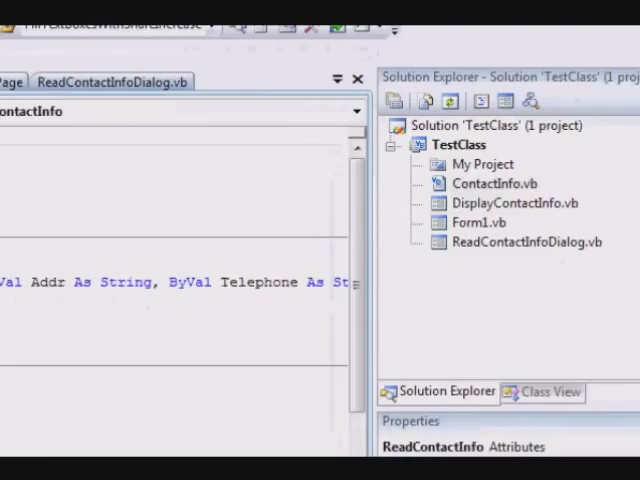 Page
ReadContactInfoDialog.vb
ontactInfo
Val Addr As String, ByVal Telephone As St
Solution Explorer - Solution 'TestClass' (1 proj
Solution 'TestClass' (1 project)
TestClass
My Project
ContactInfo.vb
DisplayContactInfo.vb
Form1.vb
ReadContactInfoDialog.vb
Solution Explorer
Class View
Properties
ReadContactInfo Attributes